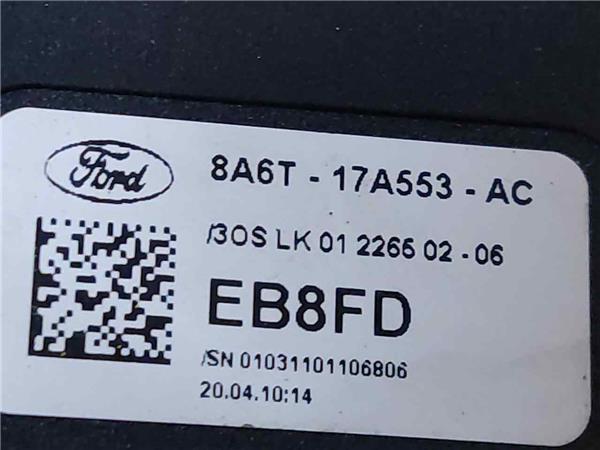 Ford
8A6T - 17A553 - AC
/3OS LK 01 2266 02 - 06
EB8FD
/SN 01031101106806
20.04.10:14